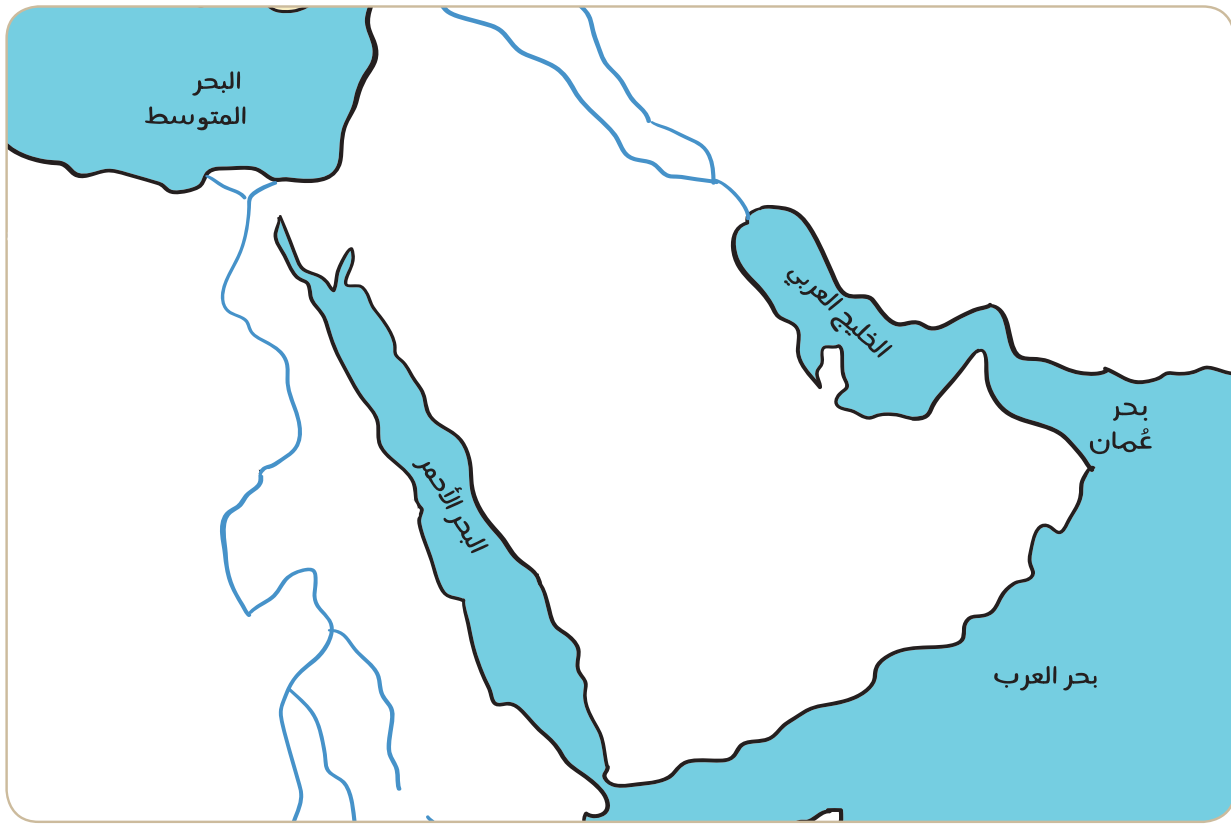 البحر
المتوسط
الخليج العربي
بحر
عُمان
البحر الأحمر
بحر العرب